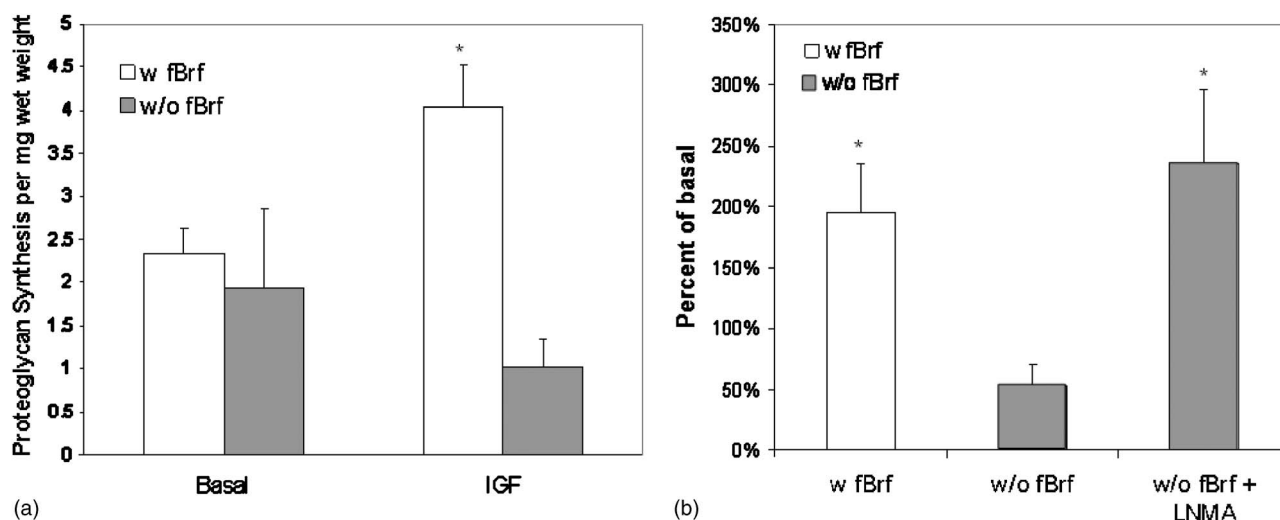 Proteoglycan Synthesis per mg wet weight
5
4.5
4
3.5
3
2.5
2
1.5
1
0.5
0
w fBrf
w/o fBrf
*
Basal
IGF
(a)
Percent of basal
350%
300%
250%
200%
150%
100%
50%
0%
w fBrf
w/o fBrf
*
*
w fBrf
w/o fBrf
w/o fBrf +
LNMA
(b)